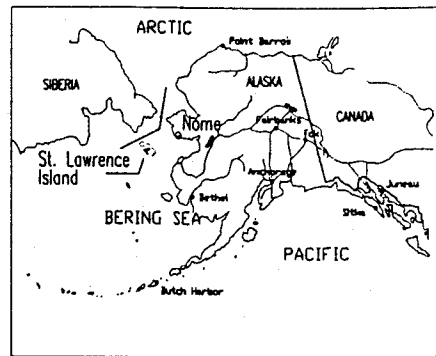 ARCTIC
Point Barrow
SIBERIA
ALASKA
CANADA
Fairbanks
Nome
St. Lawrence
Island
Anchorage
Bethel
Juneau
Sitka
BERING SEA
PACIFIC
Dutch Harbor